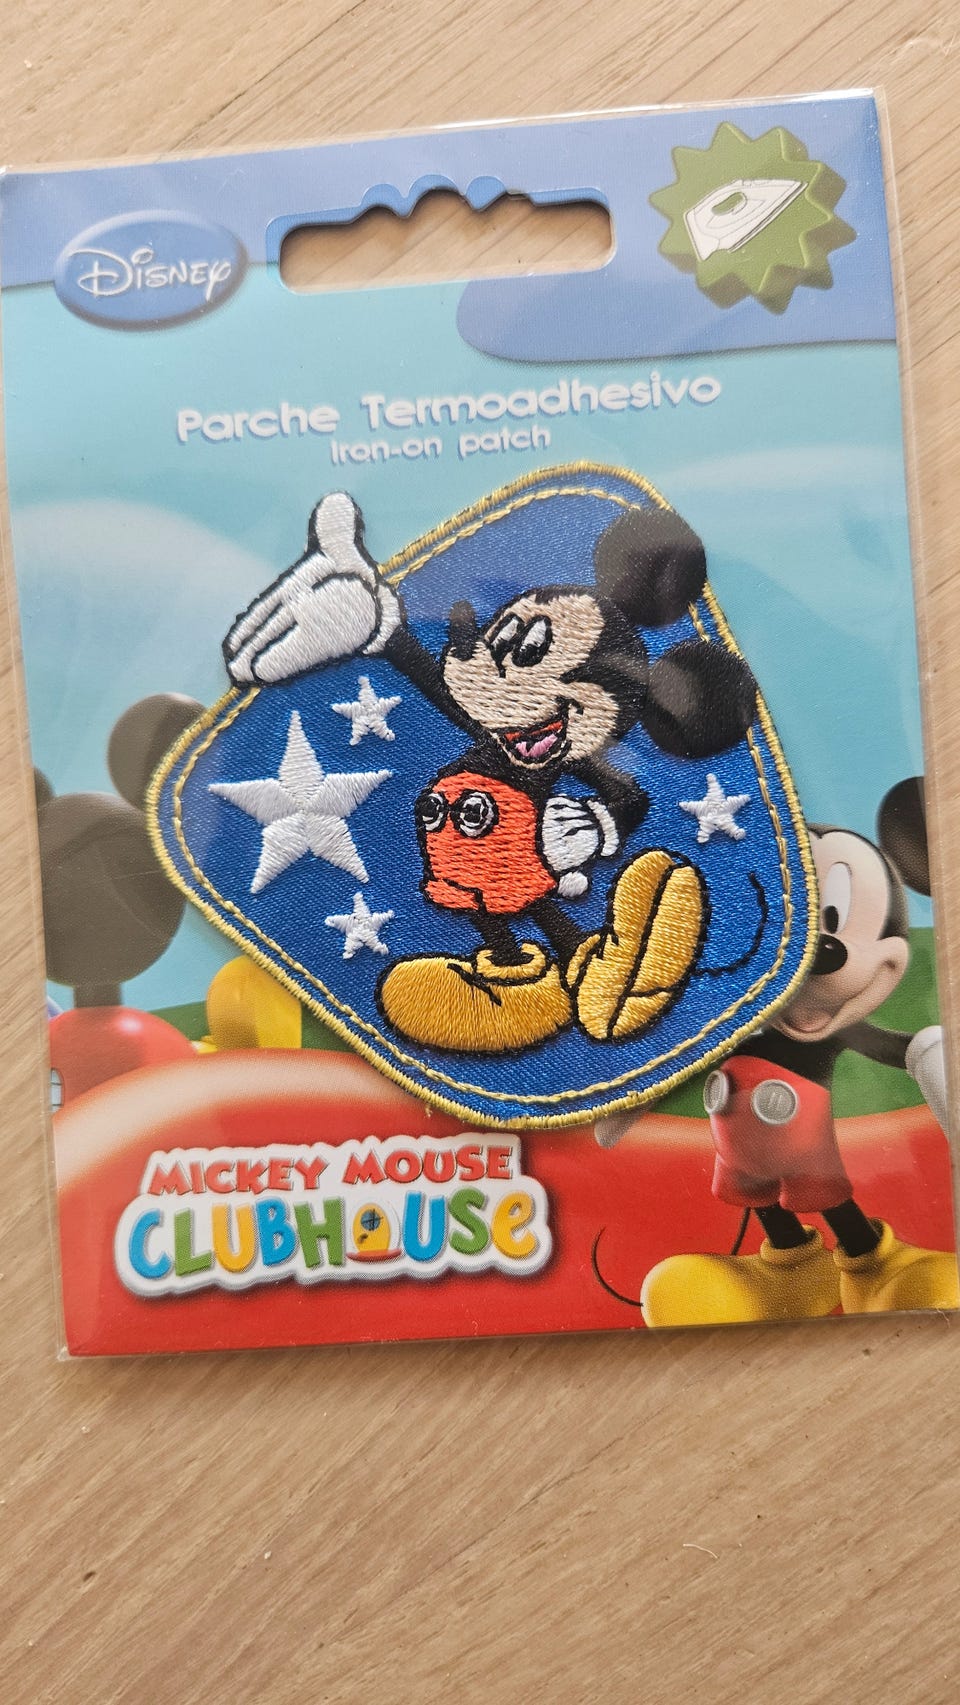 Disney
Parche Termoadhesivo
Iron-on patch
MICKEY MOUSE
CLUBHOUSE